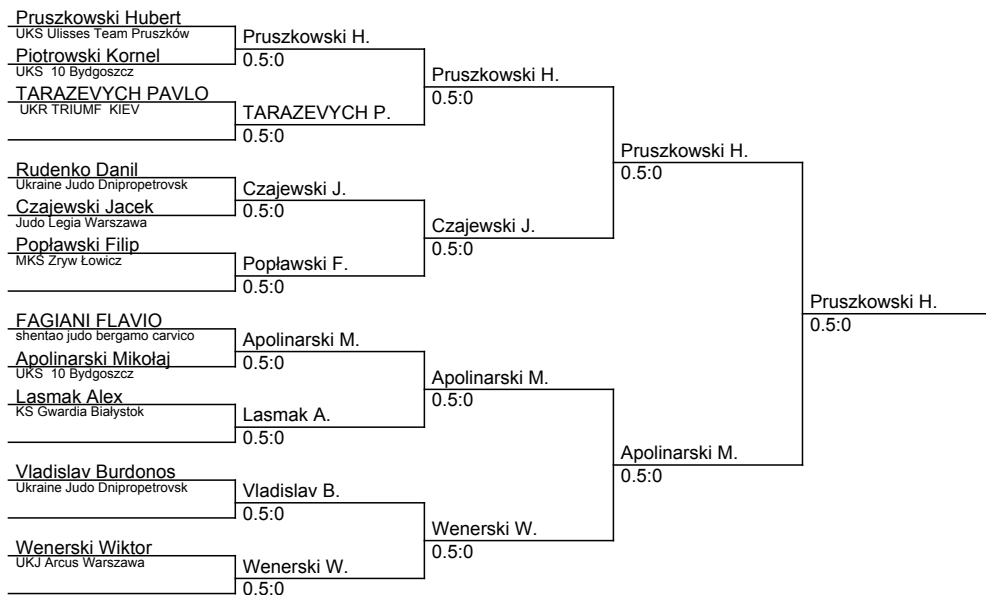 Pruszkowski Hubert
UKS Ulisses Team Pruszków
Piotrowski Kornel
UKS 10 Bydgoszcz
TARAZEVYCH PAVLO
UKR TRIUMF KIEV
Rudenko Danil
Ukraine Judo Dnipropetrovsk
Czajewski Jacek
Judo Legia Warszawa
Popławski Filip
MKS Zryw Łowicz
FAGIANI FLAVIO
shentao judo bergamo carvico
Apolinarski Mikołaj
UKS 10 Bydgoszcz
Lasmak Alex
KS Gwardia Białystok
Vladislav Burdonos
Ukraine Judo Dnipropetrovsk
Wenerski Wiktor
UKJ Arcus Warszawa
Pruszkowski H.
0.5:0
TARAZEVYCH P.
0.5:0
Czajewski J.
0.5:0
Popławski F.
0.5:0
Apolinarski M.
0.5:0
Lasmak A.
0.5:0
Vladislav B.
0.5:0
Wenerski W.
0.5:0
Pruszkowski H.
0.5:0
Czajewski J.
0.5:0
Apolinarski M.
0.5:0
Wenerski W.
0.5:0
Pruszkowski H.
0.5:0
Apolinarski M.
0.5:0
Pruszkowski H.
0.5:0